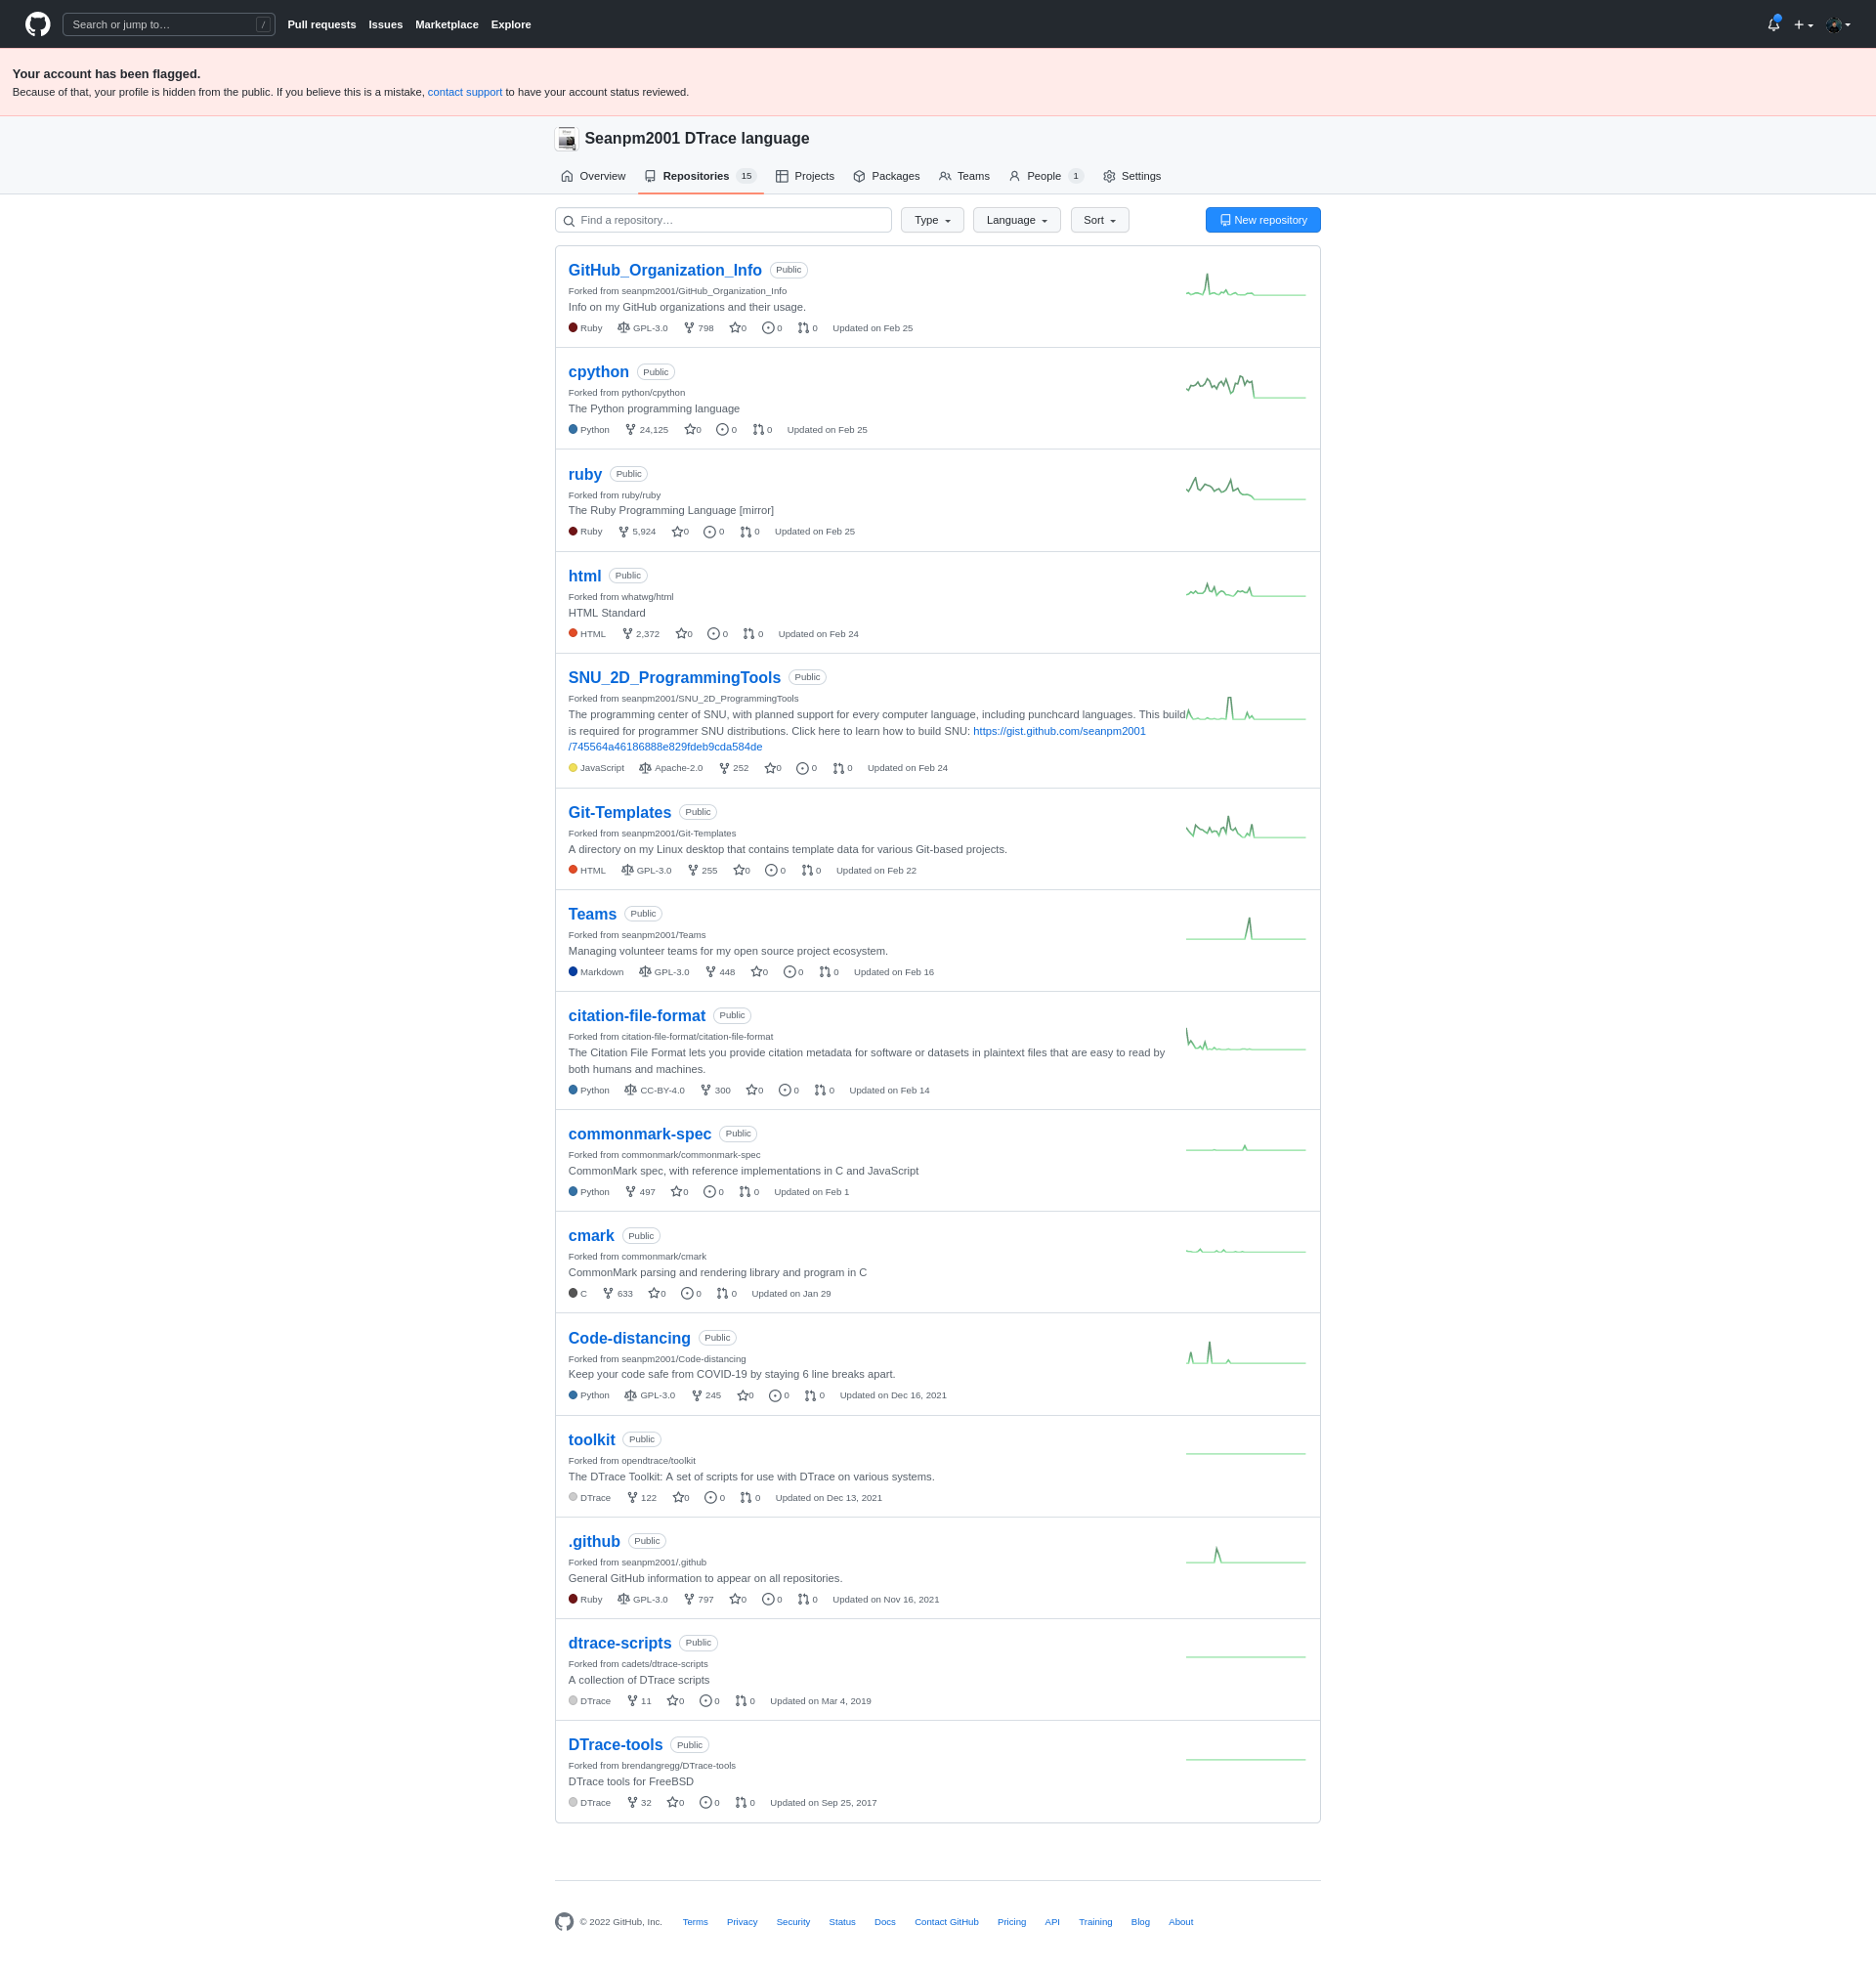 Search or jump to… /
Pull requests Issues Marketplace Explore
Your account has been flagged.
Because of that, your profile is hidden from the public. If you believe this is a mistake, contact support to have your account status reviewed.
Seanpm2001 DTrace language
Overview Repositories 15 Projects Packages Teams People 1 Settings
Find a repository… Type Language Sort New repository
GitHub_Organization_Info Public
Forked from seanpm2001/GitHub_Organization_Info
Info on my GitHub organizations and their usage.
Ruby GPL-3.0 798 0 0 0 Updated on Feb 25
cpython Public
Forked from python/cpython
The Python programming language
Python 24,125 0 0 0 Updated on Feb 25
ruby Public
Forked from ruby/ruby
The Ruby Programming Language [mirror]
Ruby 5,924 0 0 0 Updated on Feb 25
html Public
Forked from whatwg/html
HTML Standard
HTML 2,372 0 0 0 Updated on Feb 24
SNU_2D_ProgrammingTools Public
Forked from seanpm2001/SNU_2D_ProgrammingTools
The programming center of SNU, with planned support for every computer language, including punchcard languages. This build
is required for programmer SNU distributions. Click here to learn how to build SNU: https://gist.github.com/seanpm2001
/745564a46186888e829fdeb9cda584de
JavaScript Apache-2.0 252 0 0 0 Updated on Feb 24
Git-Templates Public
Forked from seanpm2001/Git-Templates
A directory on my Linux desktop that contains template data for various Git-based projects.
HTML GPL-3.0 255 0 0 0 Updated on Feb 22
Teams Public
Forked from seanpm2001/Teams
Managing volunteer teams for my open source project ecosystem.
Markdown GPL-3.0 448 0 0 0 Updated on Feb 16
citation-file-format Public
Forked from citation-file-format/citation-file-format
The Citation File Format lets you provide citation metadata for software or datasets in plaintext files that are easy to read by
both humans and machines.
Python CC-BY-4.0 300 0 0 0 Updated on Feb 14
commonmark-spec Public
Forked from commonmark/commonmark-spec
CommonMark spec, with reference implementations in C and JavaScript
Python 497 0 0 0 Updated on Feb 1
cmark Public
Forked from commonmark/cmark
CommonMark parsing and rendering library and program in C
C 633 0 0 0 Updated on Jan 29
Code-distancing Public
Forked from seanpm2001/Code-distancing
Keep your code safe from COVID-19 by staying 6 line breaks apart.
Python GPL-3.0 245 0 0 0 Updated on Dec 16, 2021
toolkit Public
Forked from opendtrace/toolkit
The DTrace Toolkit: A set of scripts for use with DTrace on various systems.
DTrace 122 0 0 0 Updated on Dec 13, 2021
.github Public
Forked from seanpm2001/.github
General GitHub information to appear on all repositories.
Ruby GPL-3.0 797 0 0 0 Updated on Nov 16, 2021
dtrace-scripts Public
Forked from cadets/dtrace-scripts
A collection of DTrace scripts
DTrace 11 0 0 0 Updated on Mar 4, 2019
DTrace-tools Public
Forked from brendangregg/DTrace-tools
DTrace tools for FreeBSD
DTrace 32 0 0 0 Updated on Sep 25, 2017
© 2022 GitHub, Inc. Terms Privacy Security Status Docs Contact GitHub Pricing API Training Blog About